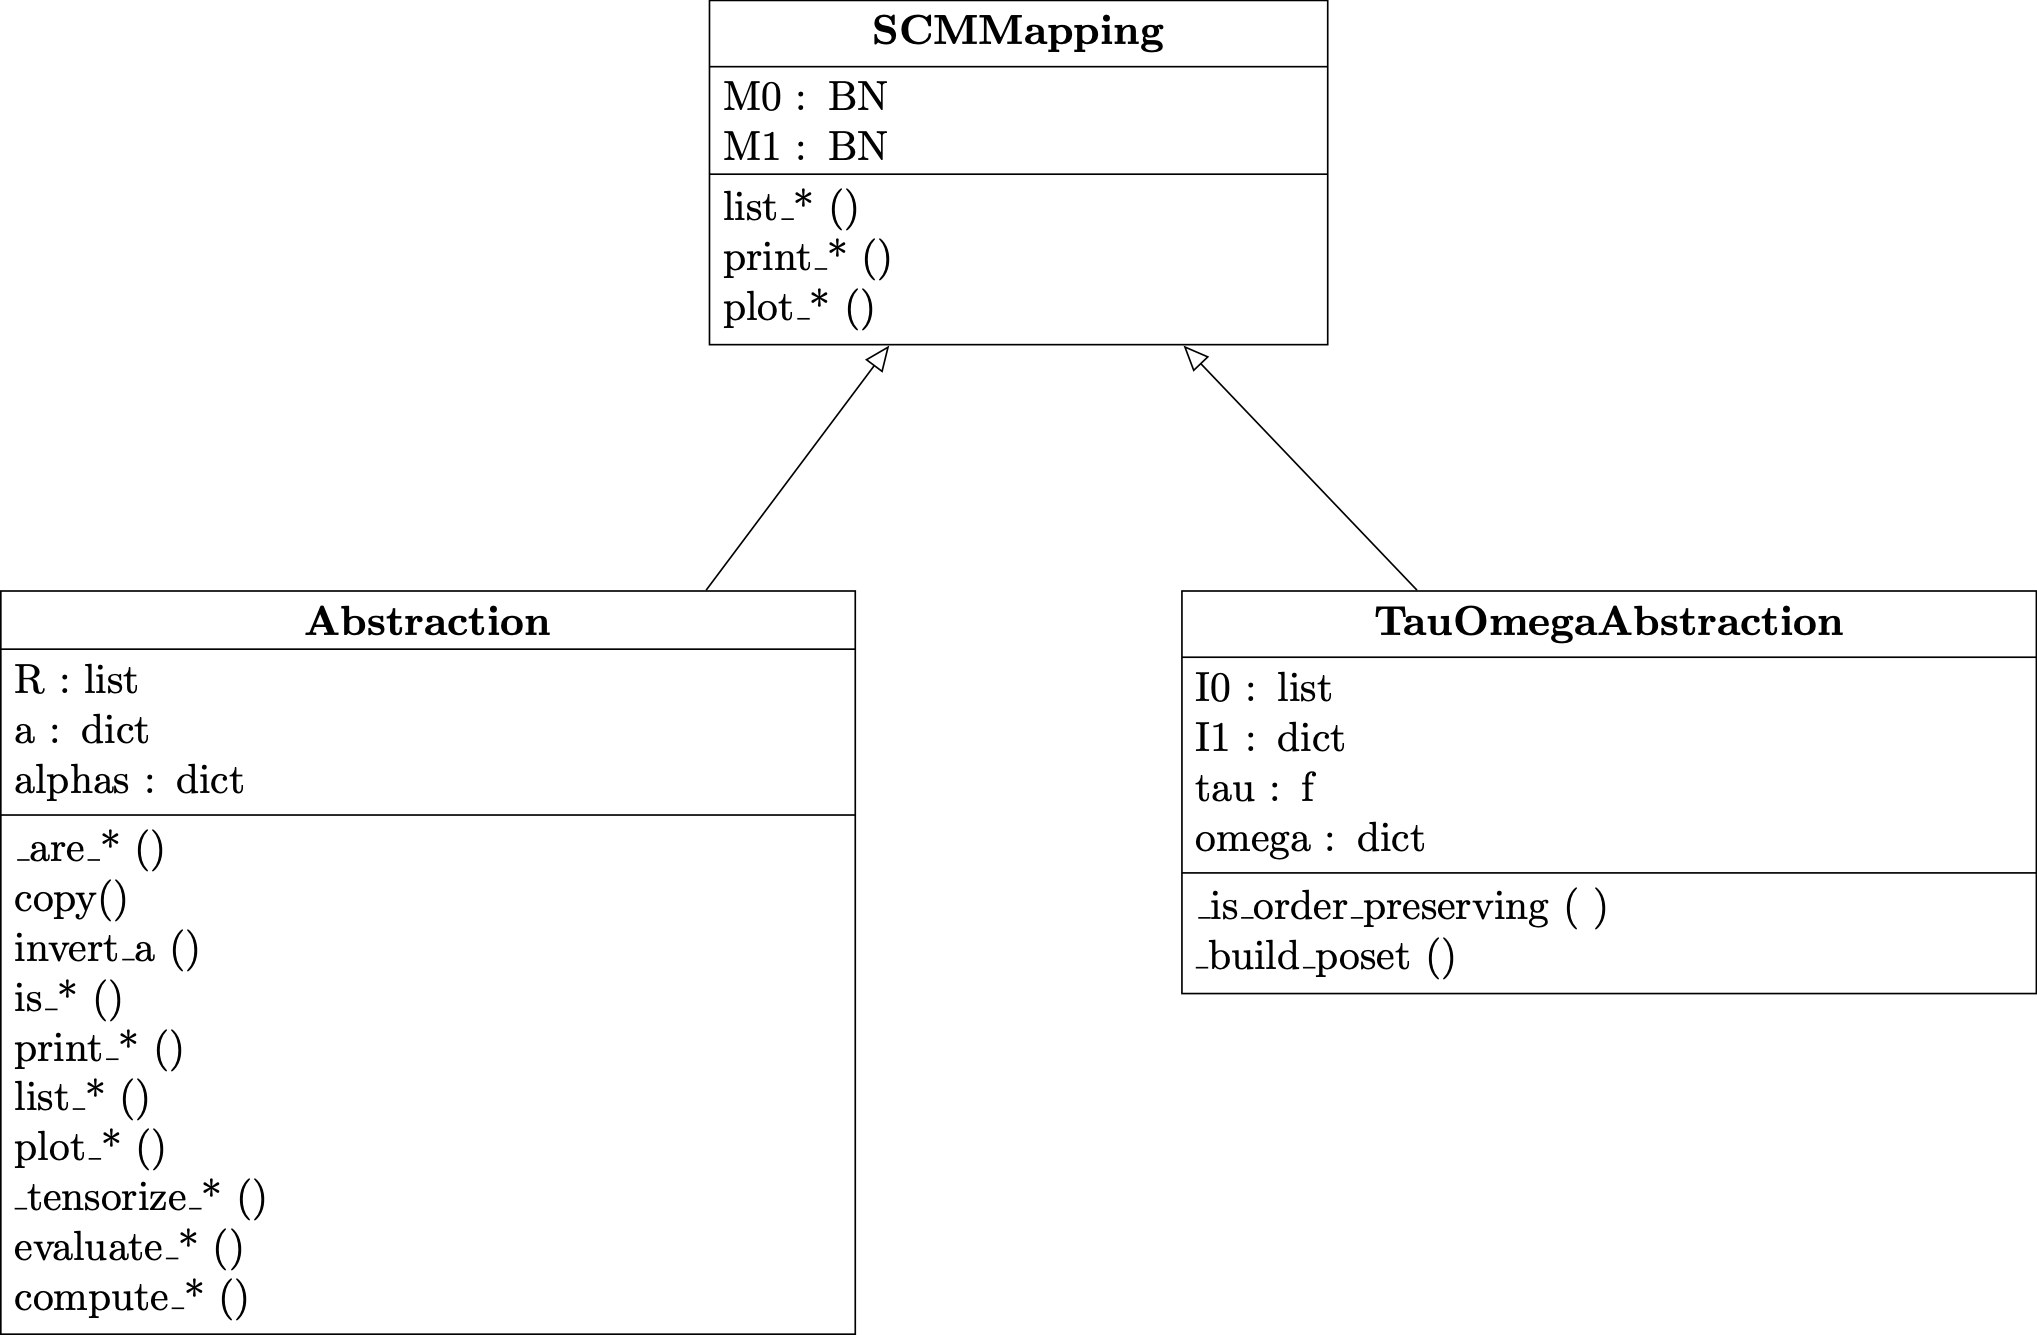 SCMMapping
M0 : BN
M1 : BN
list_* ()
print_* ()
plot_* ()
Abstraction
R : list
a : dict
alphas : dict
_are_* ()
copy()
invert_a ()
is_* ()
print_* ()
list_* ()
plot_* ()
_tensorize_* ()
evaluate_* ()
compute_* ()
TauOmegaAbstraction
I0 : list
I1 : dict
tau : f
omega : dict
_is_order_preserving ( )
_build_poset ()